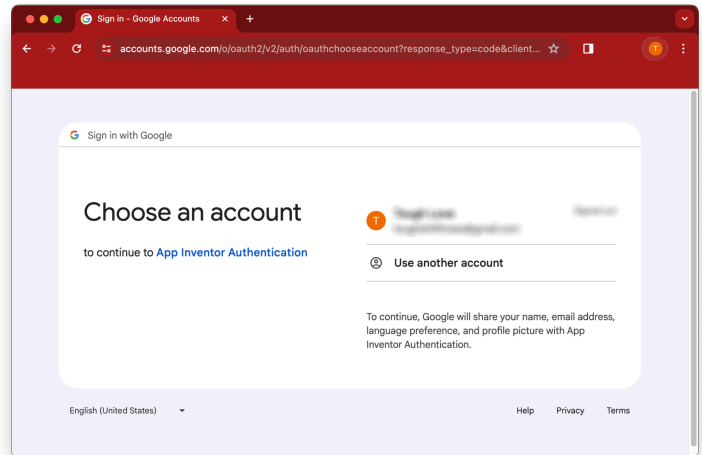 Sign in - Google Accounts
accounts.google.com/o/oauth2/v2/auth/oauthchooseaccount?response_type=code&client...
T
Sign in with Google
Choose an account
to continue to App Inventor Authentication
T
Use another account
To continue, Google will share your name, email address,
language preference, and profile picture with App
Inventor Authentication.
English (United States)
Help Privacy Terms